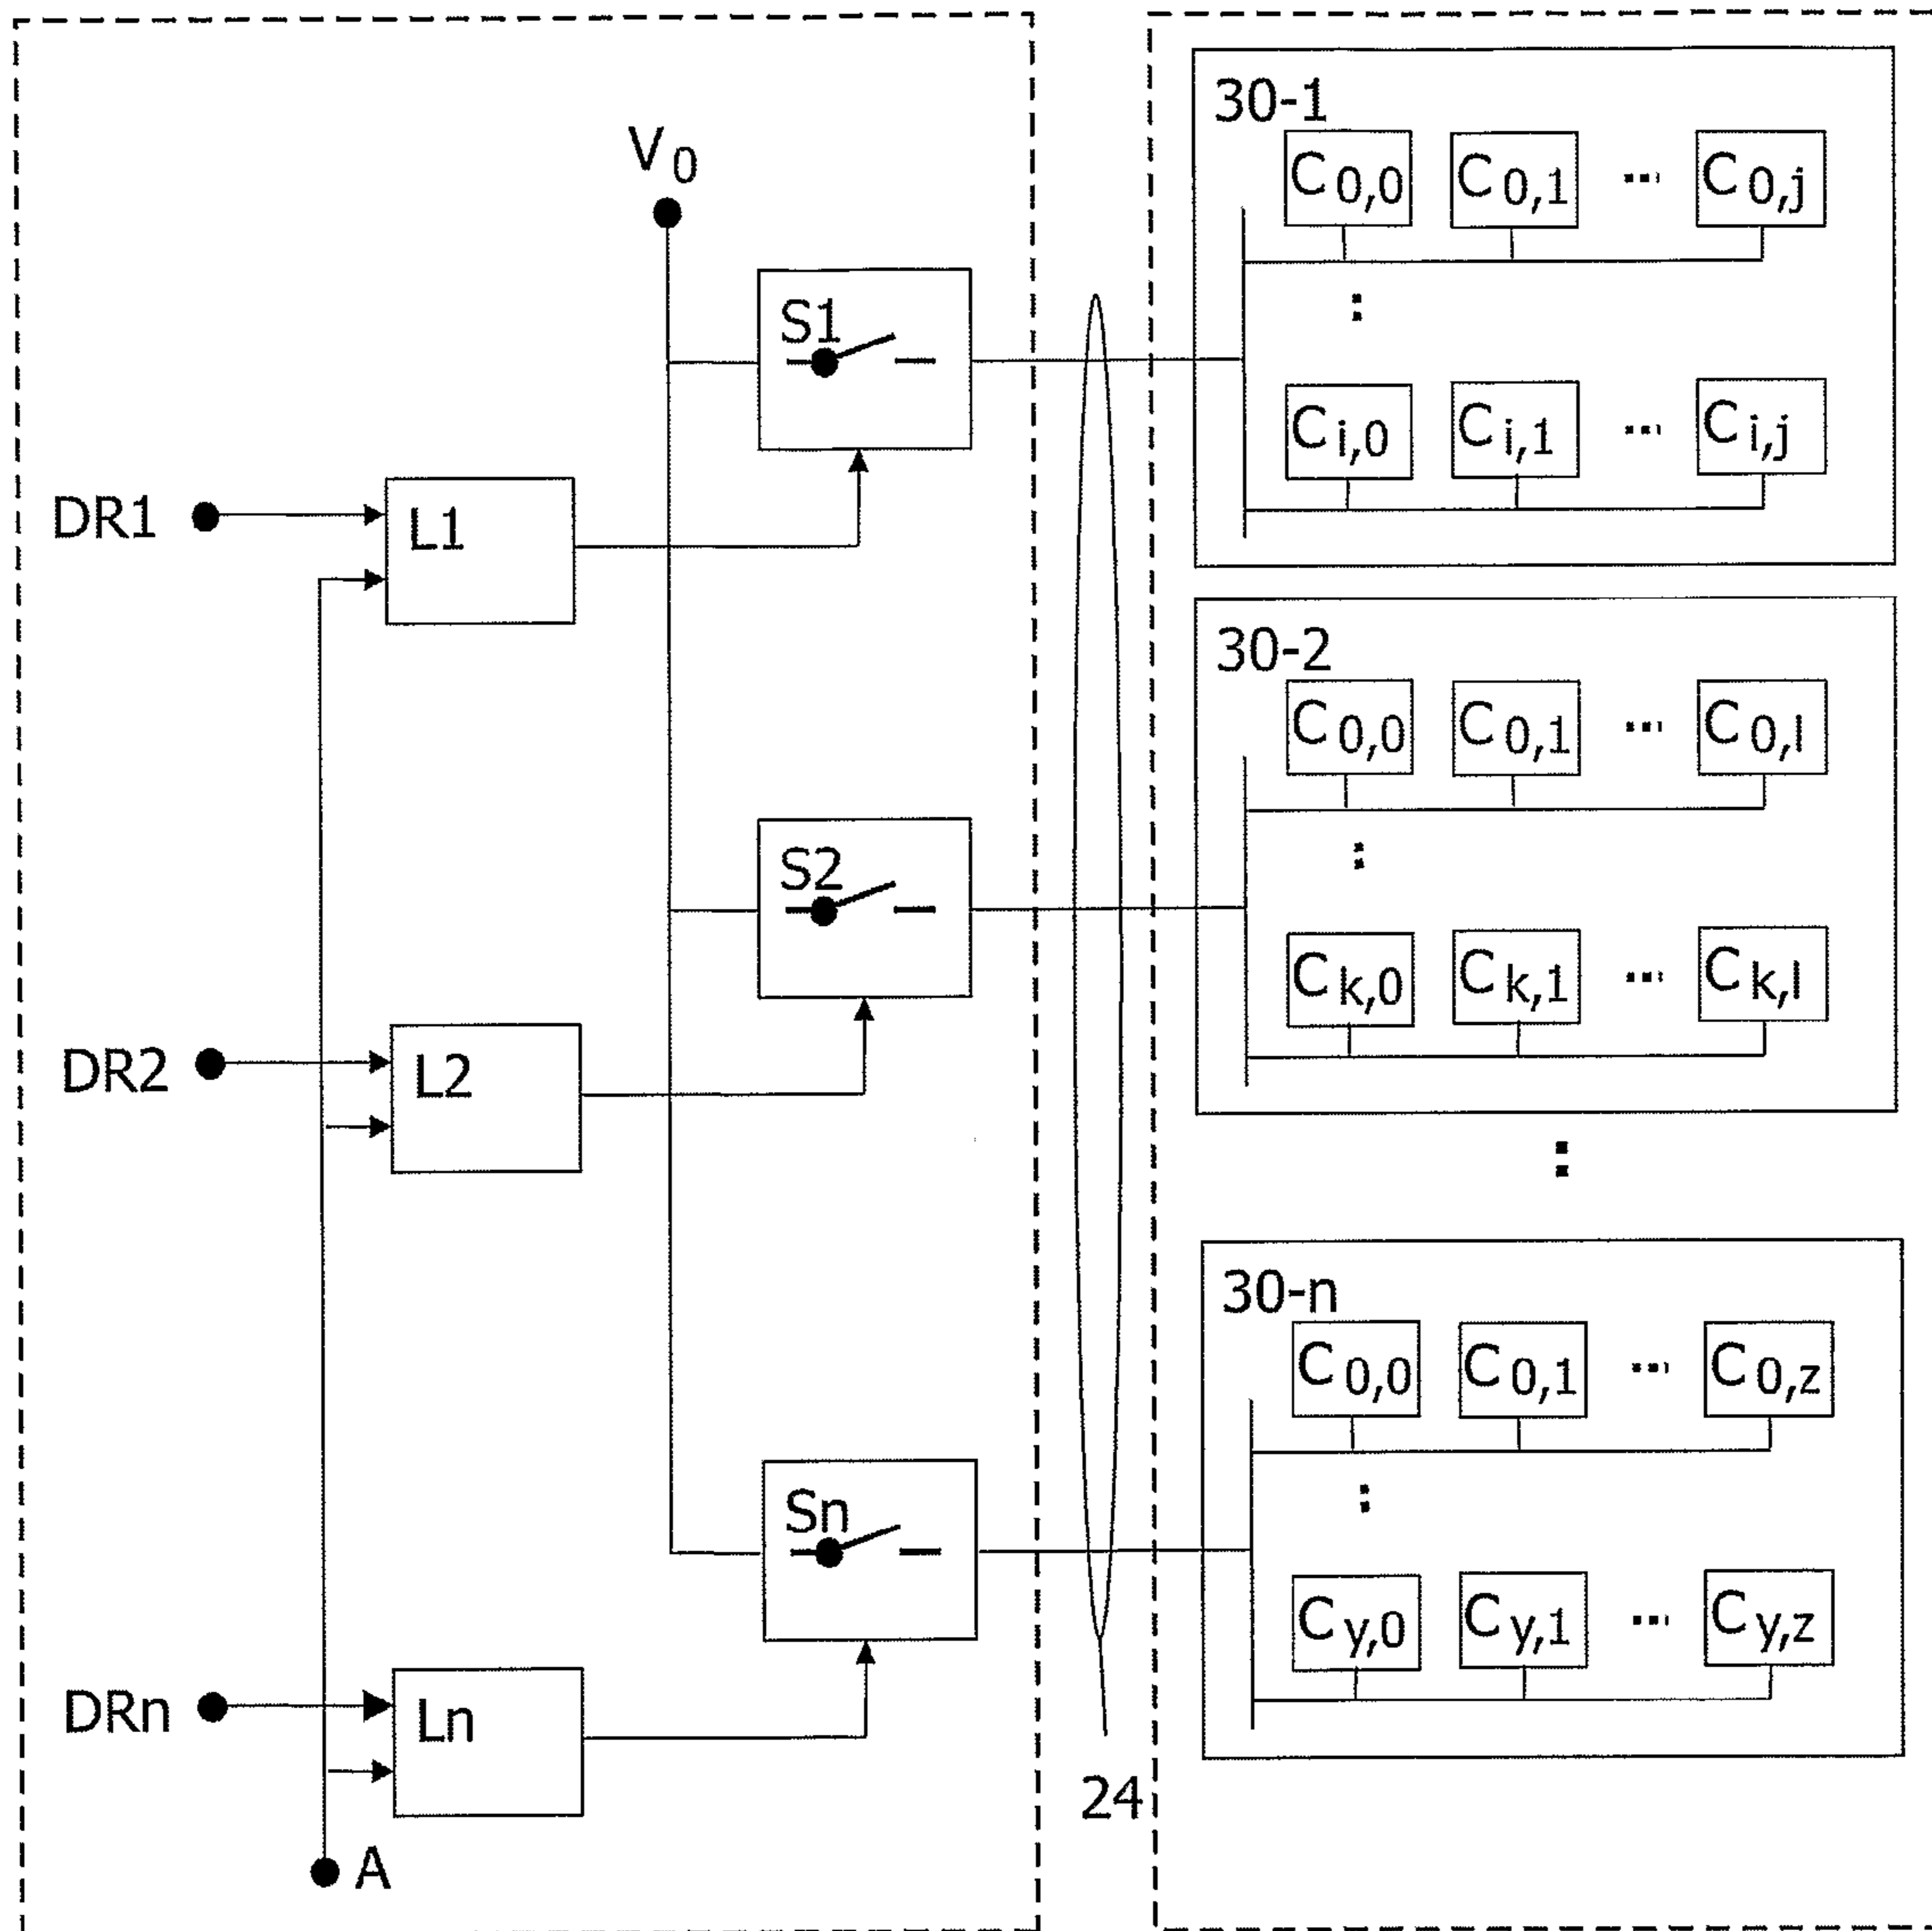 30-1
V0
C0,0 C0,1 ... C0,j
S1
:
Ci,0 Ci,1 ... Ci,j
DR1
L1
30-2
C0,0 C0,1 ... C0,l
S2
:
Ck,0 Ck,1 ... Ck,l
DR2
L2
:
30-n
C0,0 C0,1 ... C0,z
Sn
:
Cy,0 Cy,1 ... Cy,z
DRn
Ln
24
A